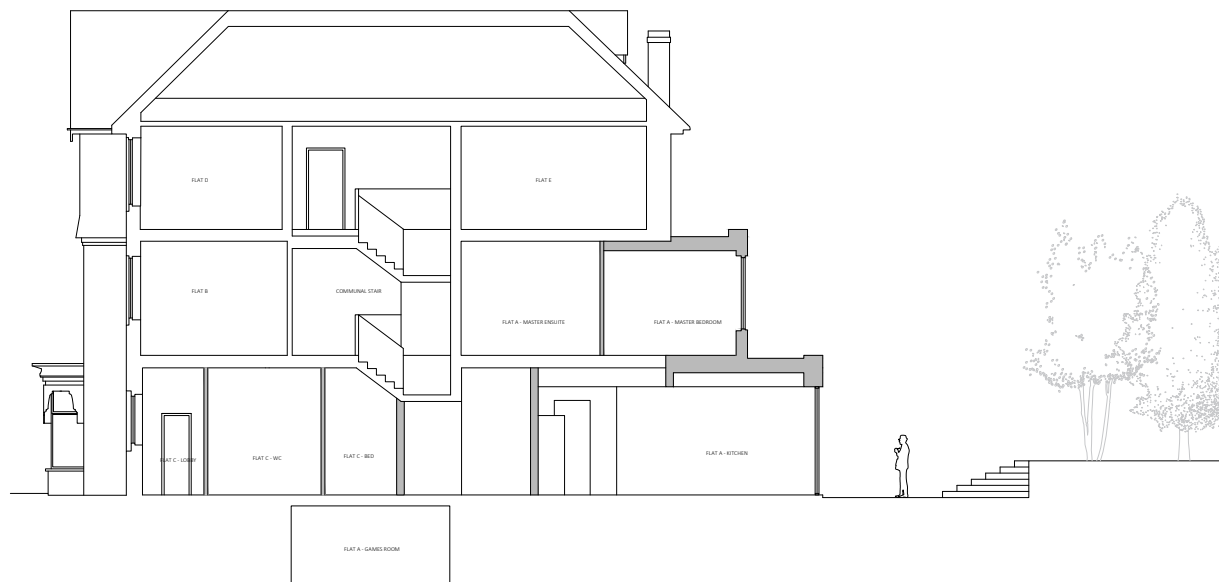 FLAT D
FLAT E
FLAT B
COMMUNAL STAIR
FLAT A - MASTER ENSUITE
FLAT A - MASTER BEDROOM
FLAT C - LOBBY
FLAT C - WC
FLAT C - BED
FLAT A - KITCHEN
FLAT A - GAMES ROOM